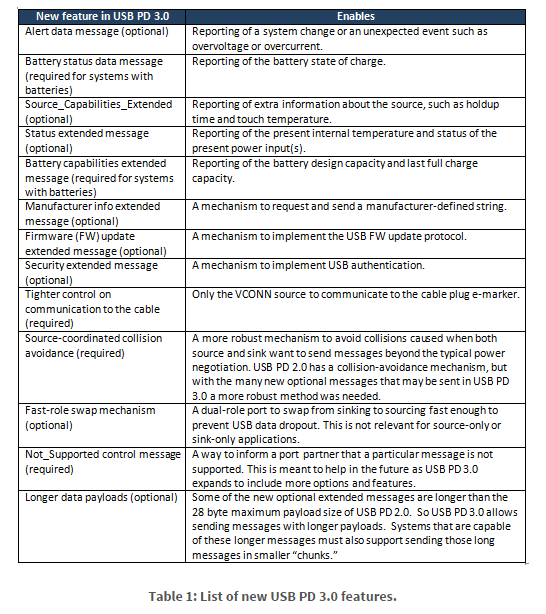 New feature in USB PD 3.0 Enables
Alert data message (optional) Reporting of a system change or an unexpected event such as
overvoltage or overcurrent.
Battery status data message Reporting of the battery state of charge.
(required for systems with
batteries)
Source_Capabilities_Extended Reporting of extra information about the source, such as holdup
(optional) time and touch temperature.
Status extended message Reporting of the present internal temperature and status of the
(optional) present power input(s).
Battery capabilities extended Reporting of the battery design capacity and last full charge
message (required for systems capacity.
with batteries)
Manufacturer info extended A mechanism to request and send a manufacturer-defined string.
message (optional)
Firmware (FW) update A mechanism to implement the USB FW update protocol.
extended message (optional)
Security extended message A mechanism to implement USB authentication.
(optional)
Tighter control on Only the VCONN source to communicate to the cable plug e-marker.
communication to the cable
(required)
Source-coordinated collision A more robust mechanism to avoid collisions caused when both
avoidance (required) source and sink want to send messages beyond the typical power
negotiation. USB PD 2.0 has a collision-avoidance mechanism, but
with the many new optional messages that may be sent in USB PD
3.0 a more robust method was needed.
Fast-role swap mechanism A dual-role port to swap from sinking to sourcing fast enough to
(optional) prevent USB data dropout. This is not relevant for source-only or
sink-only applications.
Not_Supported control message A way to inform a port partner that a particular message is not
(required) supported. This is meant to help in the future as USB PD 3.0
expands to include more options and features.
Longer data payloads (optional) Some of the new optional extended messages are longer than the
28 byte maximum payload size of USB PD 2.0. So USB PD 3.0 allows
sending messages with longer payloads. Systems that are capable
of these longer messages must also support sending those long
messages in smaller “chunks.”
Table 1: List of new USB PD 3.0 features.